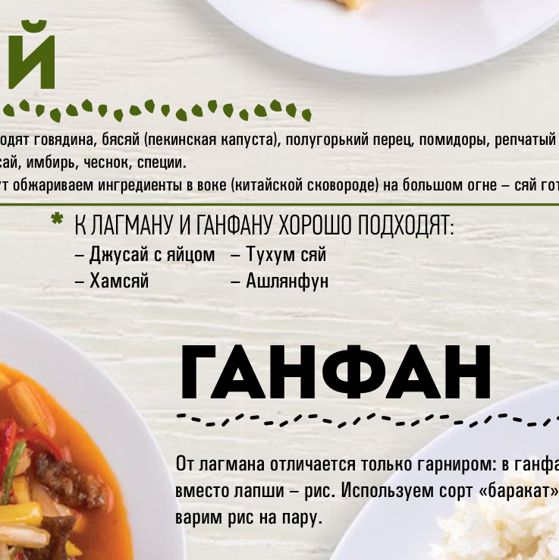 Й
одят говядина, бясяй (пекинская капуста), полугорький перец, помидоры, репчатый
сай, имбирь, чеснок, специи.
ут обжариваем ингредиенты в воке (китайской сковороде) на большом огне – сяй гот
* К ЛАГМАНУ И ГАНФАНУ ХОРОШО ПОДХОДЯТ:
– Джусай с яйцом – Тухум сяй
– Хамсяй – Ашлянфун
ГАНФАН
От лагмана отличается только гарниром: в ганфа
вместо лапши – рис. Используем сорт «баракат»
варим рис на пару.